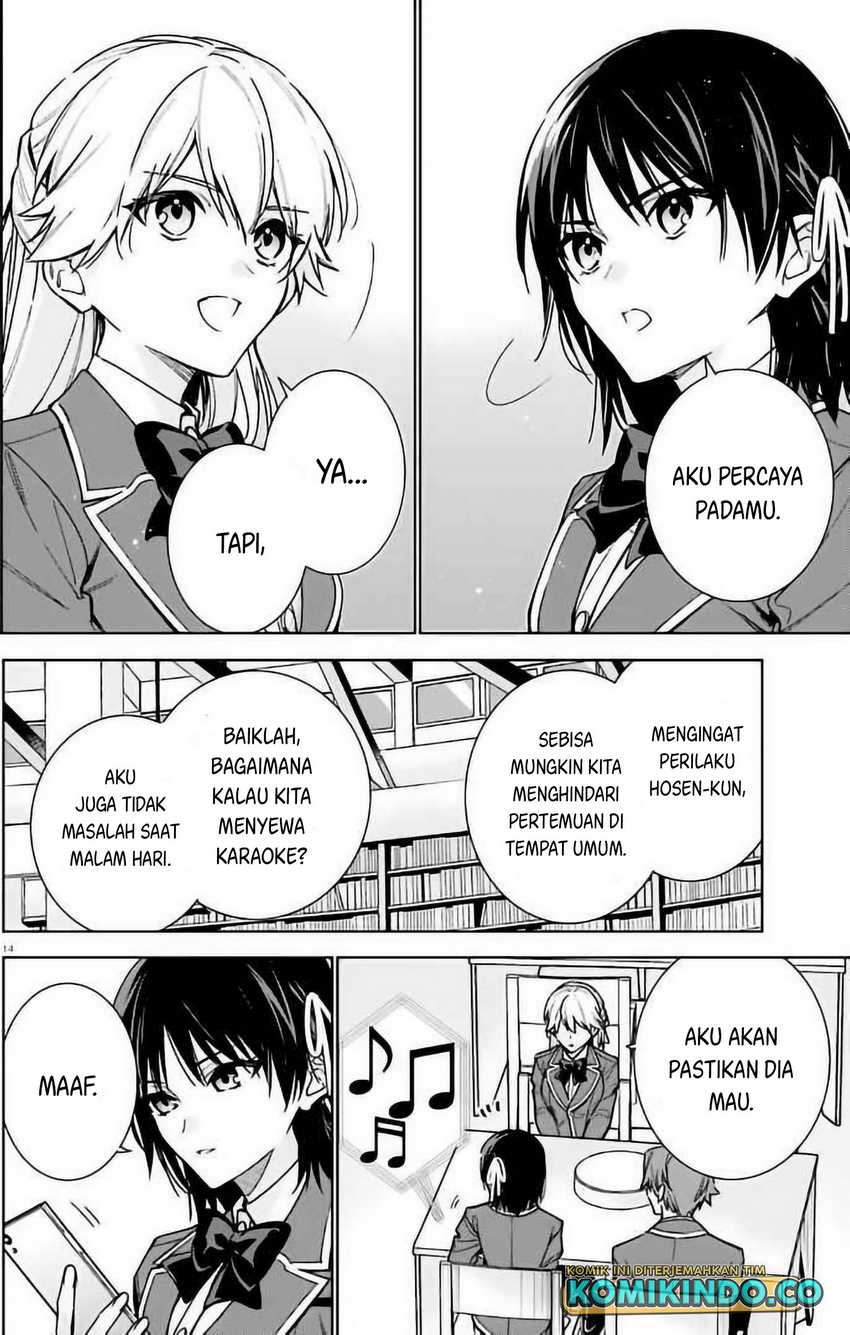 AKU PERCAYA
PADAMU.
YA...
TAPI,
MENGINGAT
PERILAKU
HOSEN-KUN,
SEBISA
MUNGKIN KITA
MENGHINDARI
PERTEMUAN DI
TEMPAT UMUM.
BAIKLAH,
BAGAIMANA
KALAU KITA
MENYEWA
KARAOKE?
AKU
JUGA TIDAK
MASALAH SAAT
MALAM HARI.
14
AKU AKAN
PASTIKAN DIA
MAU.
MAAF.
KOMIK INI DITERJEMAHKAN TIM
KOMIKINDO.CO